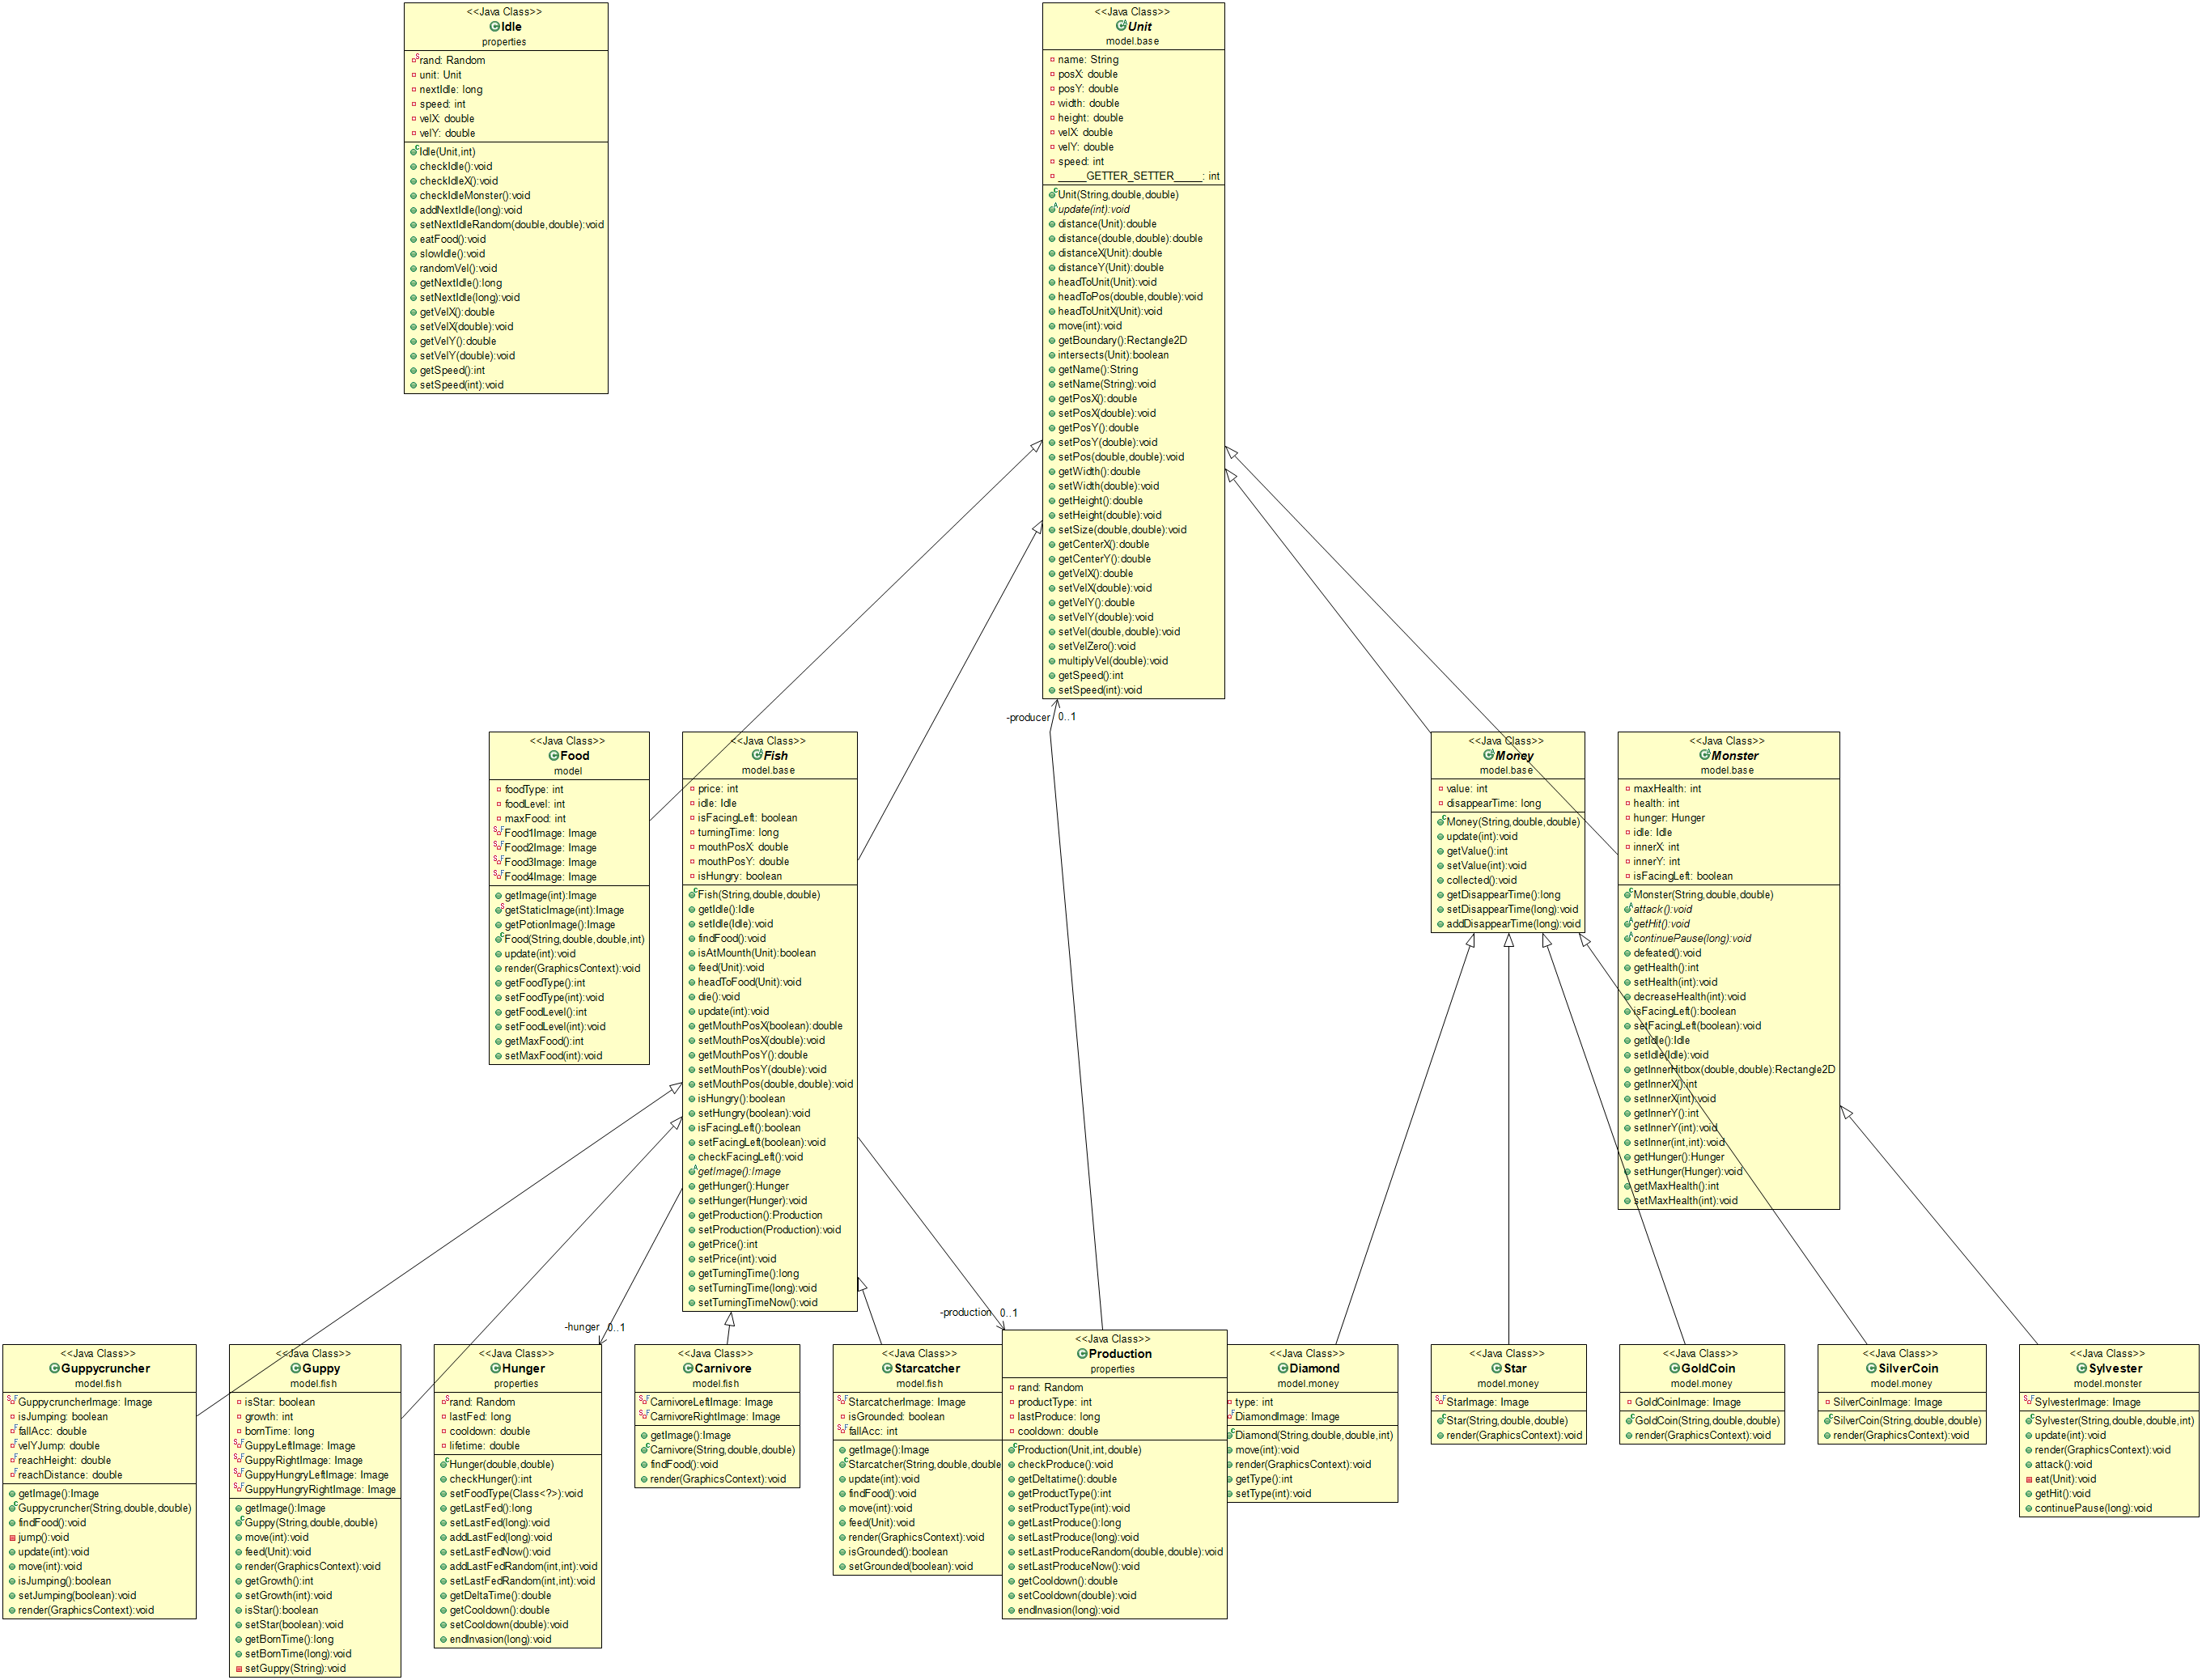 <<Java Class>>
Idle
properties
rand: Random
unit: Unit
nextIdle: long
speed: int
velX: double
velY: double
Idle(Unit,int)
checkIdle():void
checkIdleX():void
checkIdleMonster():void
addNextIdle(long):void
setNextIdleRandom(double,double):void
eatFood():void
slowIdle():void
randomVel():void
getNextIdle():long
setNextIdle(long):void
getVelX():double
setVelX(double):void
getVelY():double
setVelY(double):void
getSpeed():int
setSpeed(int):void
<<Java Class>>
Unit
model.base
name: String
posX: double
posY: double
width: double
height: double
velX: double
velY: double
speed: int
_____GETTER_SETTER_____: int
Unit(String,double,double)
update(int):void
distance(Unit):double
distance(double,double):double
distanceX(Unit):double
distanceY(Unit):double
headToUnit(Unit):void
headToPos(double,double):void
headToUnitX(Unit):void
move(int):void
getBoundary():Rectangle2D
intersects(Unit):boolean
getName():String
setName(String):void
getPosX():double
setPosX(double):void
getPosY():double
setPosY(double):void
setPos(double,double):void
getWidth():double
setWidth(double):void
getHeight():double
setHeight(double):void
setSize(double,double):void
getCenterX():double
getCenterY():double
getVelX():double
setVelX(double):void
getVelY():double
setVelY(double):void
setVel(double,double):void
setVelZero():void
multiplyVel(double):void
getSpeed():int
setSpeed(int):void
-producer 0..1
<<Java Class>>
Food
model
foodType: int
foodLevel: int
maxFood: int
Food1Image: Image
Food2Image: Image
Food3Image: Image
Food4Image: Image
getImage(int):Image
getStaticImage(int):Image
getPotionImage():Image
Food(String,double,double,int)
update(int):void
render(GraphicsContext):void
getFoodType():int
setFoodType(int):void
getFoodLevel():int
setFoodLevel(int):void
getMaxFood():int
setMaxFood(int):void
<<Java Class>>
Fish
model.base
price: int
idle: Idle
isFacingLeft: boolean
turningTime: long
mouthPosX: double
mouthPosY: double
isHungry: boolean
Fish(String,double,double)
getIdle():Idle
setIdle(Idle):void
findFood():void
isAtMounth(Unit):boolean
feed(Unit):void
headToFood(Unit):void
die():void
update(int):void
getMouthPosX(boolean):double
setMouthPosX(double):void
getMouthPosY():double
setMouthPosY(double):void
setMouthPos(double,double):void
isHungry():boolean
setHungry(boolean):void
isFacingLeft():boolean
setFacingLeft(boolean):void
checkFacingLeft():void
getImage():Image
getHunger():Hunger
setHunger(Hunger):void
getProduction():Production
setProduction(Production):void
getPrice():int
setPrice(int):void
getTurningTime():long
setTurningTime(long):void
setTurningTimeNow():void
<<Java Class>>
Money
model.base
value: int
disappearTime: long
Money(String,double,double)
update(int):void
getValue():int
setValue(int):void
collected():void
getDisappearTime():long
setDisappearTime(long):void
addDisappearTime(long):void
<<Java Class>>
Monster
model.base
maxHealth: int
health: int
hunger: Hunger
idle: Idle
innerX: int
innerY: int
isFacingLeft: boolean
Monster(String,double,double)
attack():void
getHit():void
continuePause(long):void
defeated():void
getHealth():int
setHealth(int):void
decreaseHealth(int):void
isFacingLeft():boolean
setFacingLeft(boolean):void
getIdle():Idle
setIdle(Idle):void
getInnerHitbox(double,double):Rectangle2D
getInnerX():int
setInnerX(int):void
getInnerY():int
setInnerY(int):void
setInner(int,int):void
getHunger():Hunger
setHunger(Hunger):void
getMaxHealth():int
setMaxHealth(int):void
-hunger 0..1
-production 0..1
<<Java Class>>
Guppycruncher
model.fish
GuppycruncherImage: Image
isJumping: boolean
fallAcc: double
velYJump: double
reachHeight: double
reachDistance: double
getImage():Image
Guppycruncher(String,double,double)
findFood():void
jump():void
update(int):void
move(int):void
isJumping():boolean
setJumping(boolean):void
render(GraphicsContext):void
<<Java Class>>
Guppy
model.fish
isStar: boolean
growth: int
bornTime: long
GuppyLeftImage: Image
GuppyRightImage: Image
GuppyHungryLeftImage: Image
GuppyHungryRightImage: Image
getImage():Image
Guppy(String,double,double)
move(int):void
feed(Unit):void
render(GraphicsContext):void
getGrowth():int
setGrowth(int):void
isStar():boolean
setStar(boolean):void
getBornTime():long
setBornTime(long):void
setGuppy(String):void
<<Java Class>>
Hunger
properties
rand: Random
lastFed: long
cooldown: double
lifetime: double
Hunger(double,double)
checkHunger():int
setFoodType(Class<?>):void
getLastFed():long
setLastFed(long):void
addLastFed(long):void
setLastFedNow():void
addLastFedRandom(int,int):void
setLastFedRandom(int,int):void
getDeltaTime():double
getCooldown():double
setCooldown(double):void
endInvasion(long):void
<<Java Class>>
Carnivore
model.fish
CarnivoreLeftImage: Image
CarnivoreRightImage: Image
getImage():Image
Carnivore(String,double,double)
findFood():void
render(GraphicsContext):void
<<Java Class>>
Starcatcher
model.fish
StarcatcherImage: Image
isGrounded: boolean
fallAcc: int
getImage():Image
Starcatcher(String,double,double
update(int):void
findFood():void
move(int):void
feed(Unit):void
render(GraphicsContext):void
isGrounded():boolean
setGrounded(boolean):void
<<Java Class>>
Production
properties
rand: Random
productType: int
lastProduce: long
cooldown: double
Production(Unit,int,double)
checkProduce():void
getDeltatime():double
getProductType():int
setProductType(int):void
getLastProduce():long
setLastProduce(long):void
setLastProduceRandom(double,double):void
setLastProduceNow():void
getCooldown():double
setCooldown(double):void
endInvasion(long):void
<<Java Class>>
Diamond
model.money
type: int
DiamondImage: Image
Diamond(String,double,double,int)
move(int):void
render(GraphicsContext):void
getType():int
setType(int):void
<<Java Class>>
Star
model.money
StarImage: Image
Star(String,double,double)
render(GraphicsContext):void
<<Java Class>>
GoldCoin
model.money
GoldCoinImage: Image
GoldCoin(String,double,double)
render(GraphicsContext):void
<<Java Class>>
SilverCoin
model.money
SilverCoinImage: Image
SilverCoin(String,double,double)
render(GraphicsContext):void
<<Java Class>>
Sylvester
model.monster
SylvesterImage: Image
Sylvester(String,double,double,int)
update(int):void
render(GraphicsContext):void
attack():void
eat(Unit):void
getHit():void
continuePause(long):void